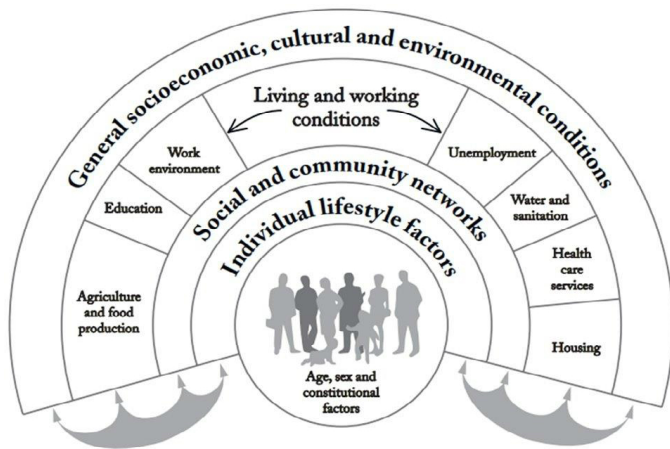 General socioeconomic, cultural and environmental conditions
Living and working
conditions
Work
environment
Unemployment
Education
Water and
sanitation
Agriculture
and food
production
Health
care
services
Housing
Social and community networks
Individual lifestyle factors
Age, sex and
constitutional
factors